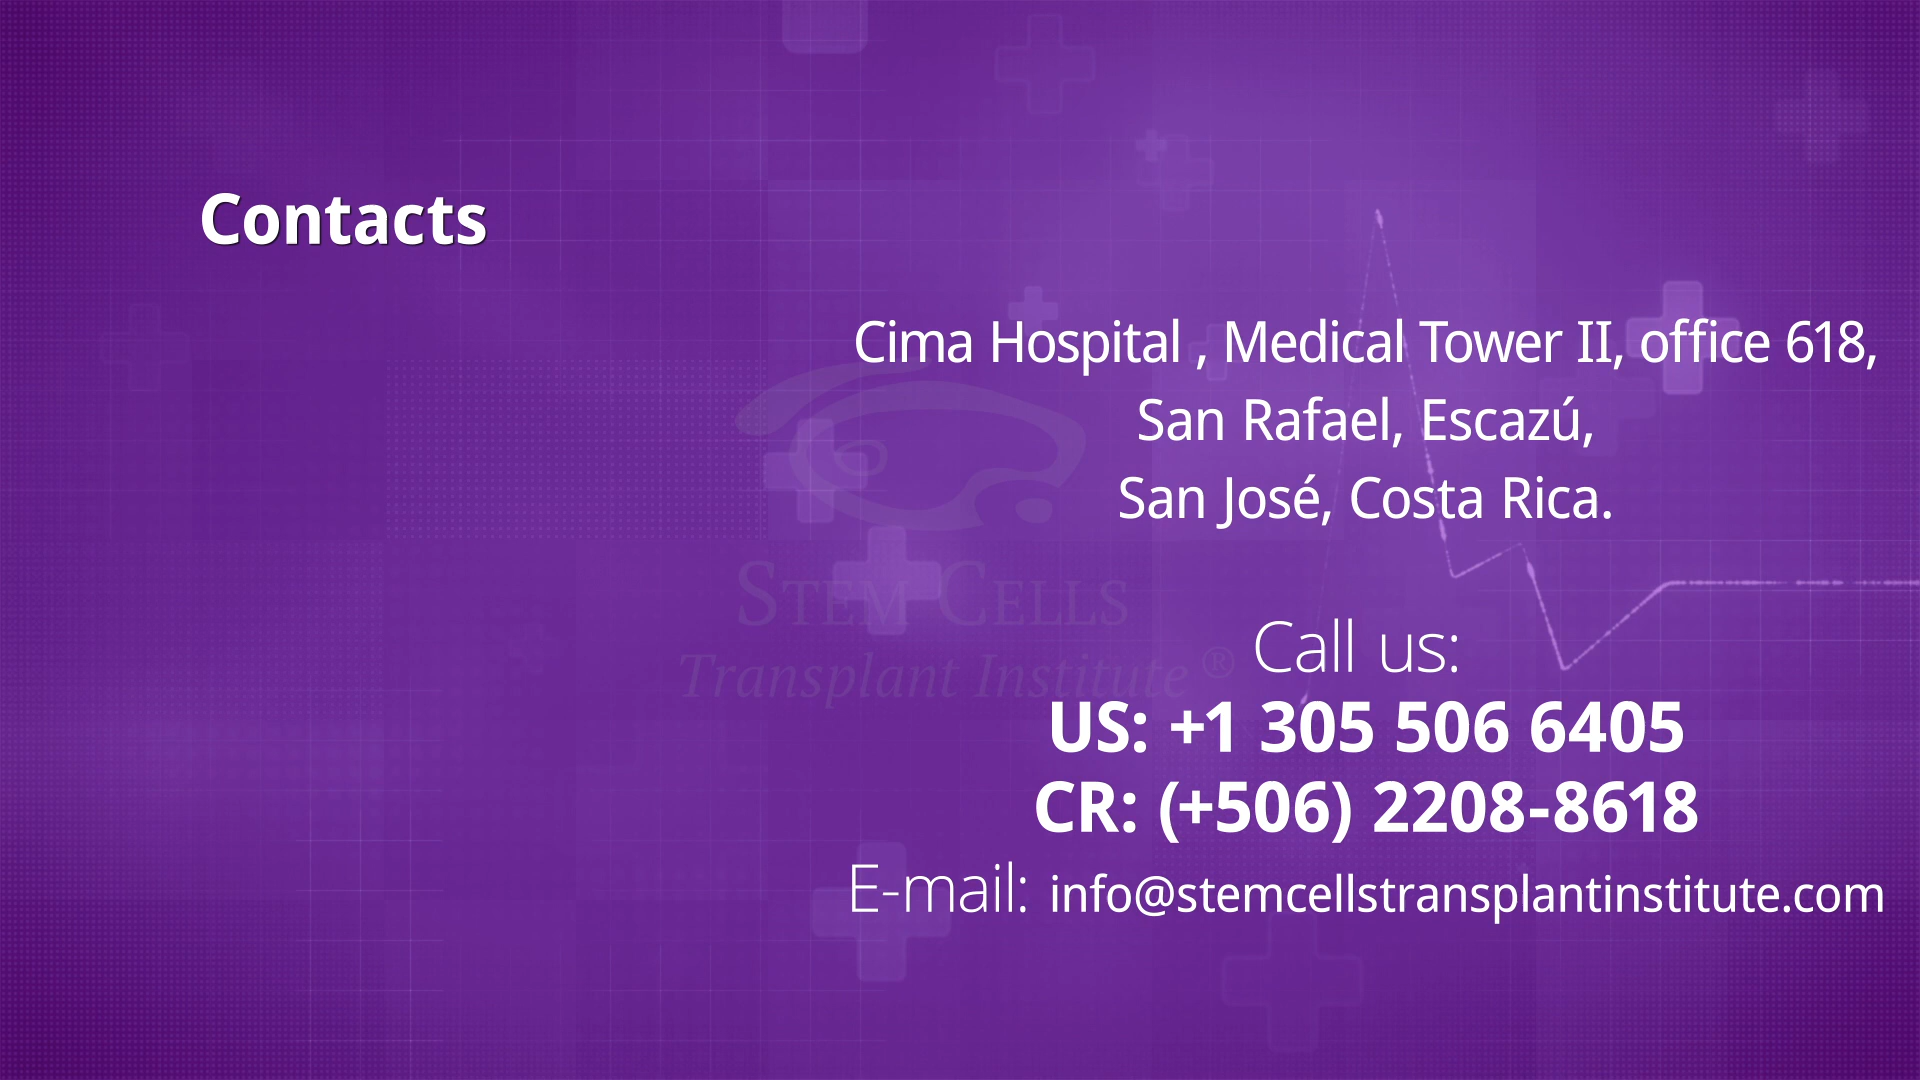 Contacts
Cima Hospital , Medical Tower II, office 618,
San Rafael, Escazú,
San José, Costa Rica.
STEM CELLS
Transplant Institute ®
Call us:
US: +1 305 506 6405
CR: (+506) 2208-8618
E-mail: info@stemcellstransplantinstitute.com